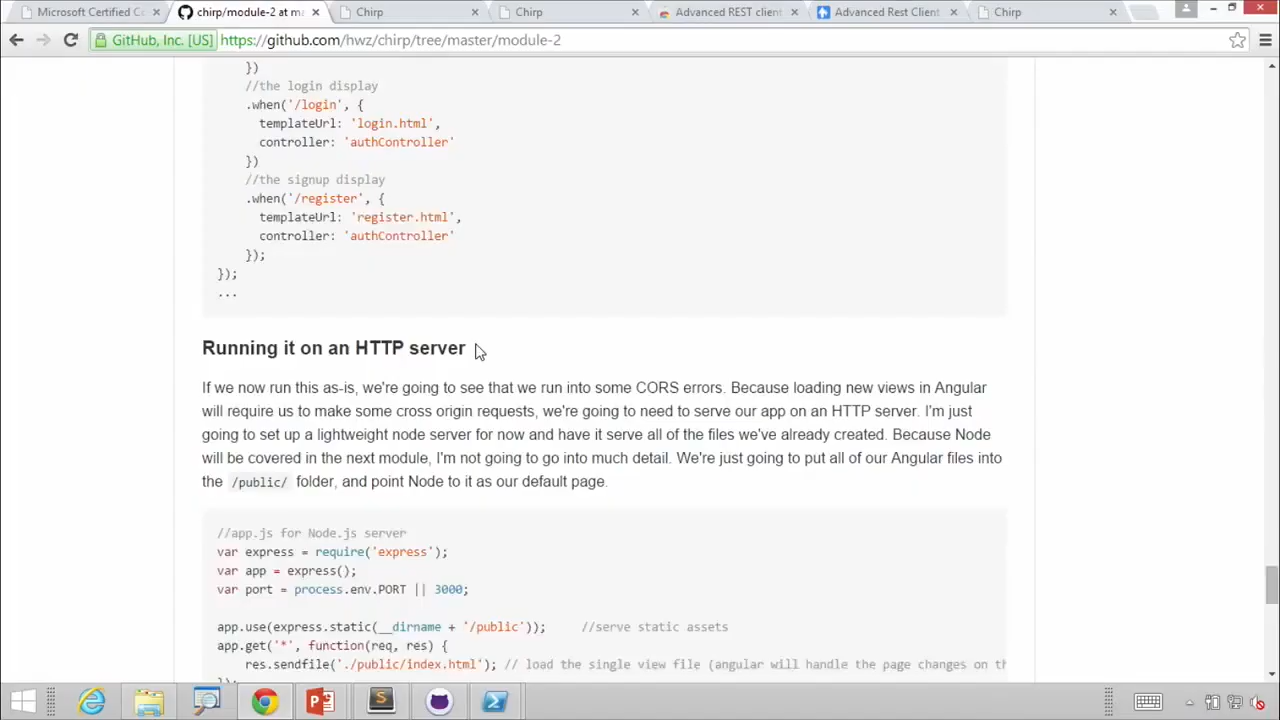 Microsoft Certified Co
chirp/module-2 at ma
Chirp
Chirp
Advanced REST client
Advanced Rest Client
Chirp
GitHub, Inc. [US]
https://github.com/hwz/chirp/tree/master/module-2
})
//the login display
.when('/login', {
templateUrl: 'login.html',
controller: 'authController'
})
//the signup display
.when('/register', {
templateUrl: 'register.html',
controller: 'authController'
});
});
...
Running it on an HTTP server
If we now run this as-is, we're going to see that we run into some CORS errors. Because loading new views in Angular
will require us to make some cross origin requests, we're going to need to serve our app on an HTTP server. I'm just
going to set up a lightweight node server for now and have it serve all of the files we've already created. Because Node
will be covered in the next module, I'm not going to go into much detail. We're just going to put all of our Angular files into
the /public/ folder, and point Node to it as our default page.
//app.js for Node.js server
var express = require('express');
var app = express();
var port = process.env.PORT || 3000;
app.use(express.static(__dirname + '/public')); //serve static assets
app.get('*', function(req, res) {
res.sendfile('./public/index.html'); // load the single view file (angular will handle the page changes on th
});